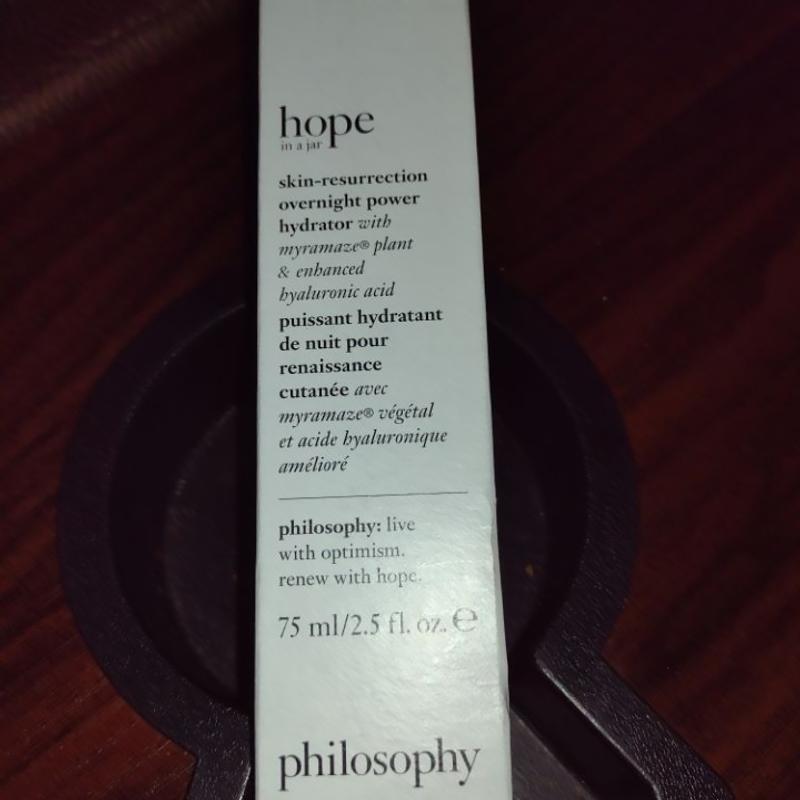 hope
in a jar
skin-resurrection
overnight power
hydrator with
myramaze® plant
& enhanced
hyaluronic acid
puissant hydratant
de nuit pour
renaissance
cutanée avec
myramaze® végétal
et acide hyaluronique
amélioré
philosophy: live
with optimism.
renew with hope.
75 ml/2.5 fl. oz. ℮
philosophy